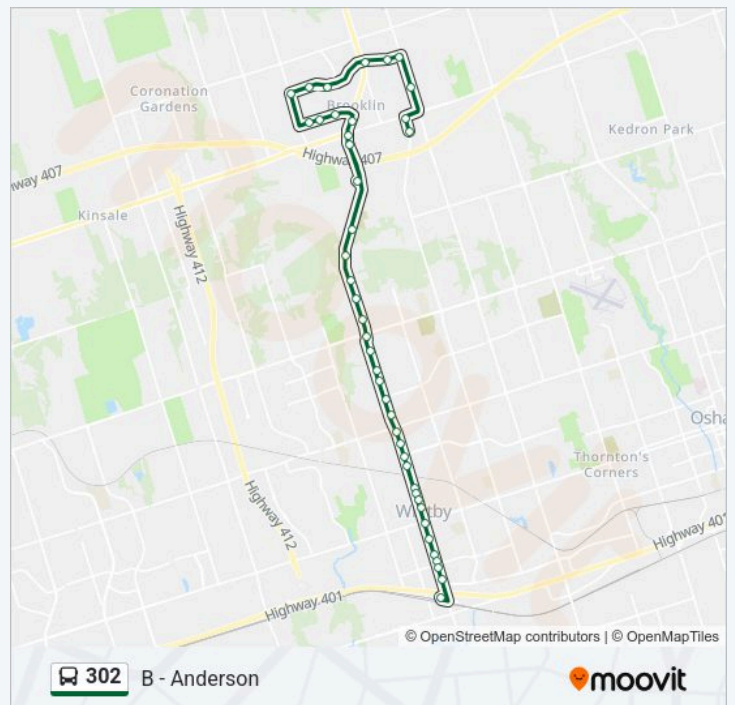 Coronation
Gardens
Brooklin
Kedron Park
Highway 407
way 407
Kinsale
Highway 412
Osha
Thornton's
Corners
Whitby
Highway 412
Highway 401
Highway 401
© OpenStreetMap contributors | © OpenMapTiles
302 B - Anderson
moovit